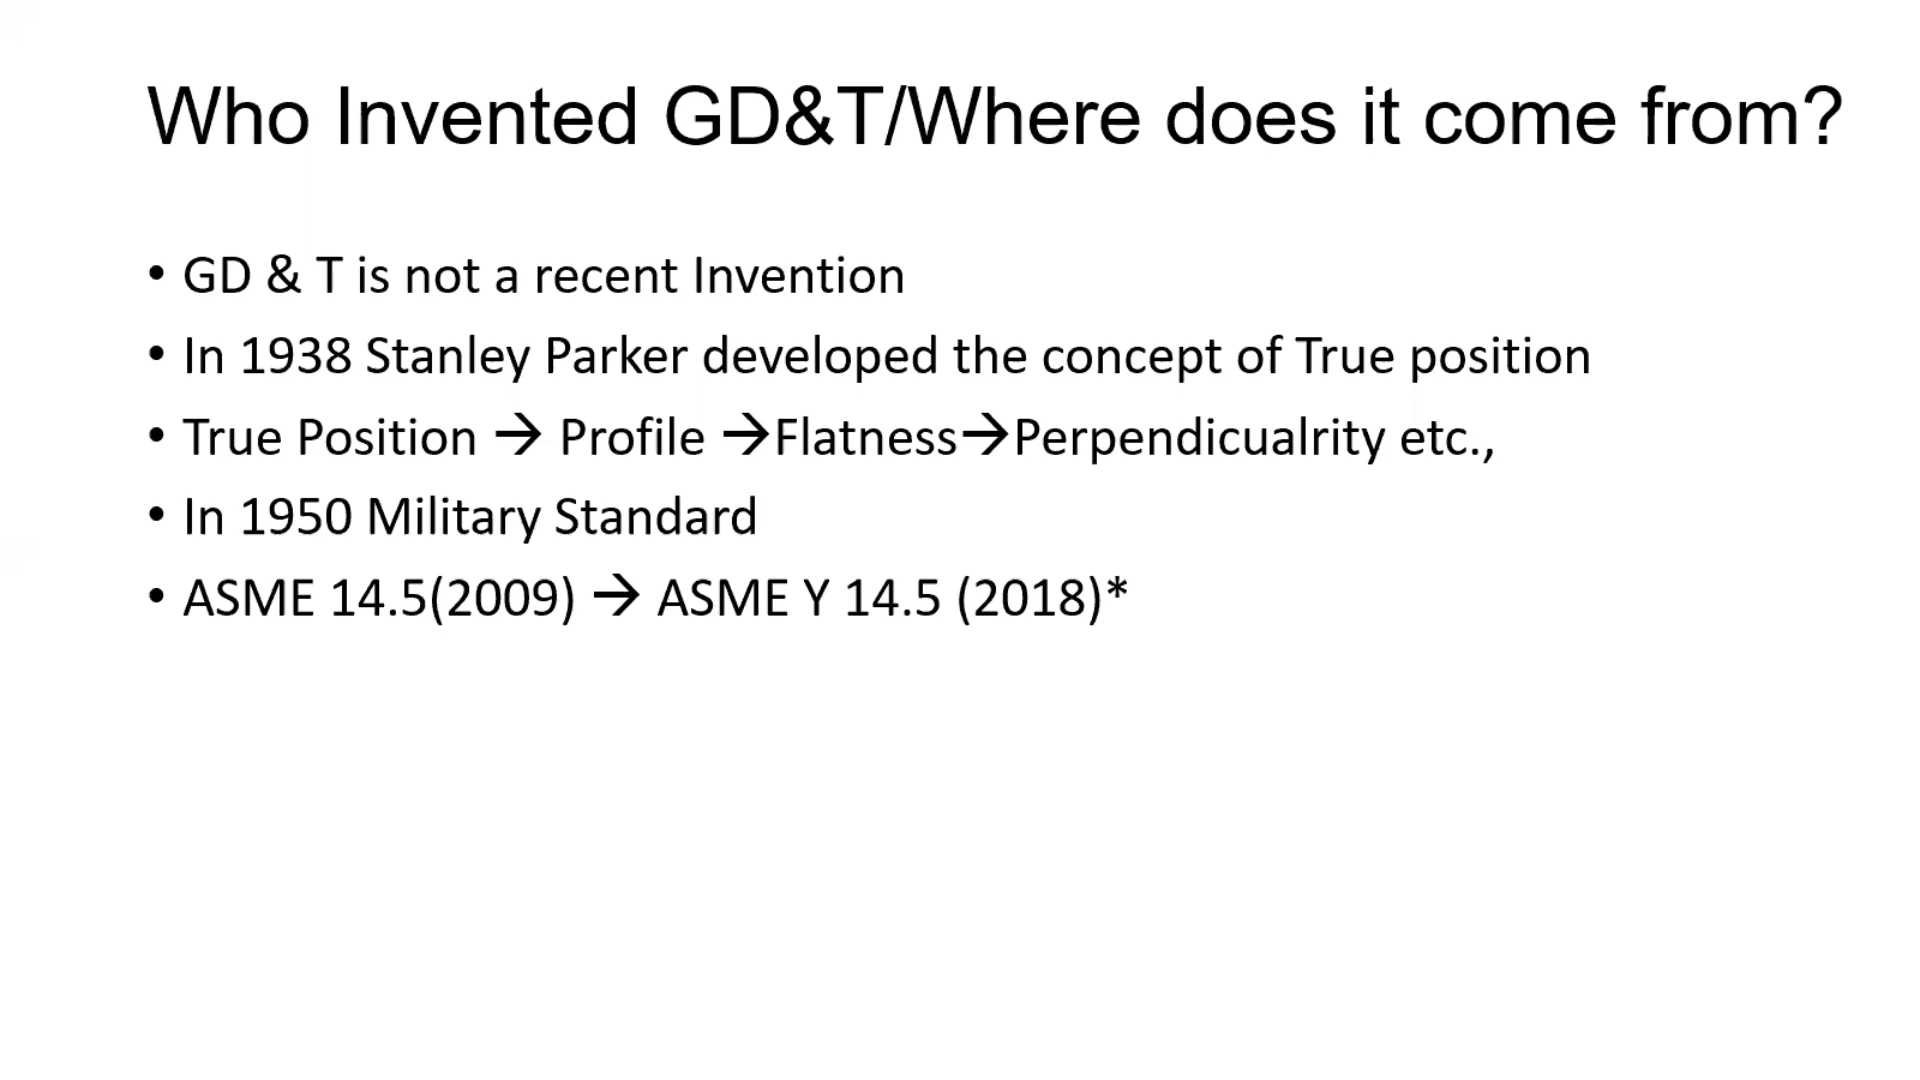 Who Invented GD&T/Where does it come from?
• GD & T is not a recent Invention
• In 1938 Stanley Parker developed the concept of True position
• True Position → Profile →Flatness→Perpendicualrity etc.,
• In 1950 Military Standard
• ASME 14.5(2009) → ASME Y 14.5 (2018)*